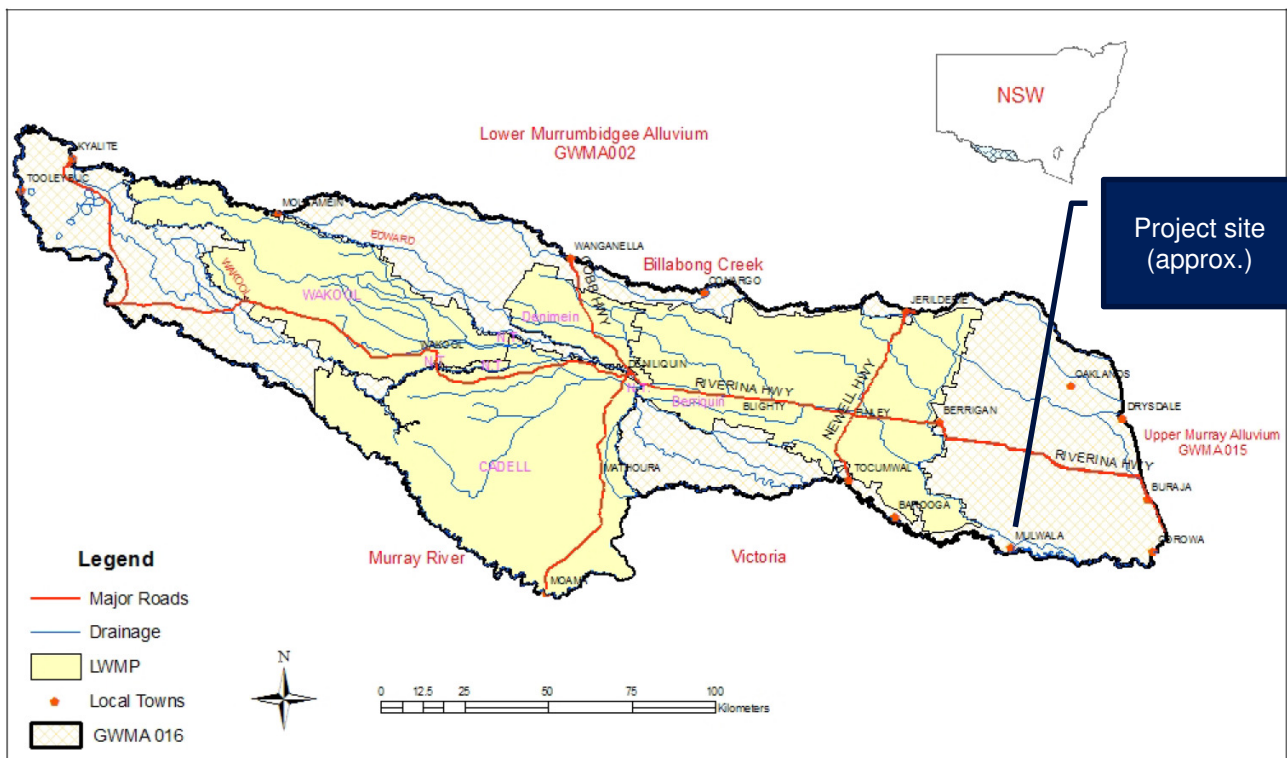 NSW
Lower Murrumbidgee Alluvium
GWMA002
Project site
(approx.)
KYALITE
TOOLEYBUC
EDWARD
WANGANELLA
COBB HWY
Billabong Creek
CONARGO
JERILDERIE
WAKOOL
WAKOOL
Denimein
WAKOOL
DENILIQUIN
OAKLANDS
DRYSDALE
RIVERINA HWY
Berriquin
BLIGHTY
NEWELL HWY
FINLEY
BERRIGAN
Upper Murray Alluvium
GWMA 015
RIVERINA HWY
CADELL
MATHOURA
TOCUMWAL
BURAJA
BAROOGA
MULWALA
COROWA
Murray River
Victoria
MOAMA
Legend
Major Roads
Drainage
LWMP
Local Towns
GWMA 016
N
0 12.5 25 50 75 100
Kilometers